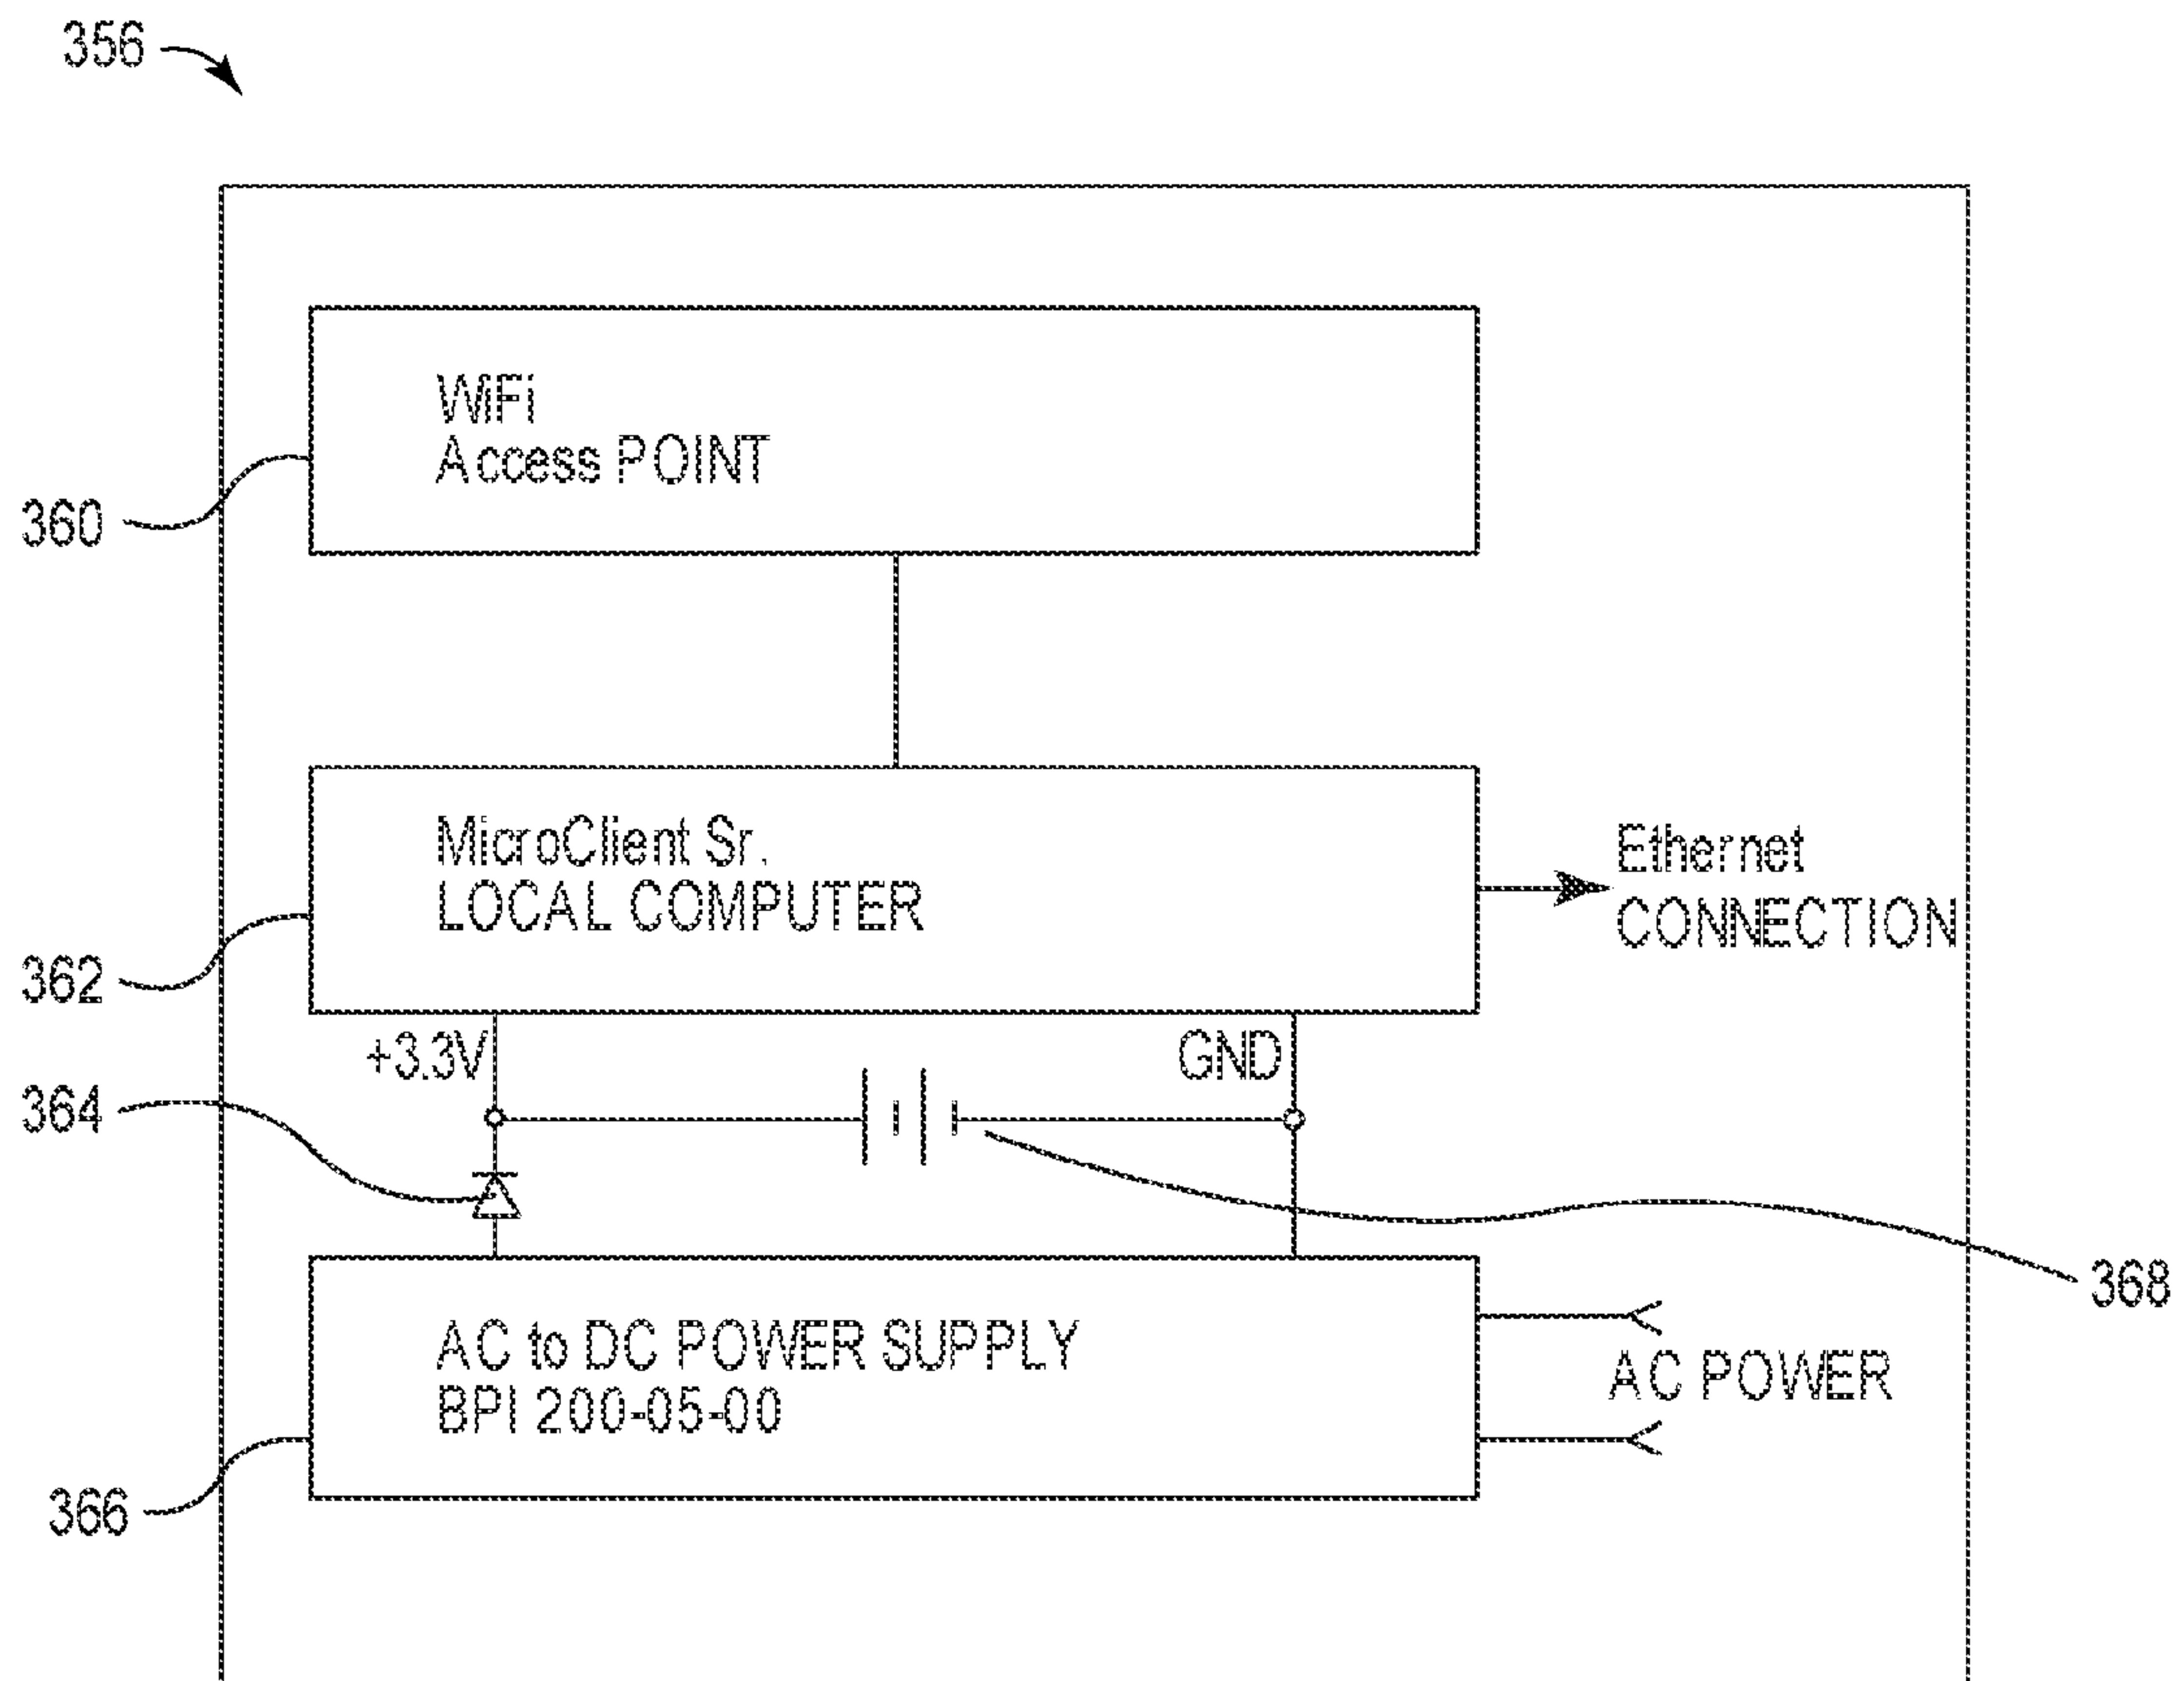 356
WiFi
Access POINT
360
MicroClient Sr.
LOCAL COMPUTER
Ethernet
CONNECTION
362
+3.3V
GND
364
368
AC to DC POWER SUPPLY
BPI 200-05-00
AC POWER
366